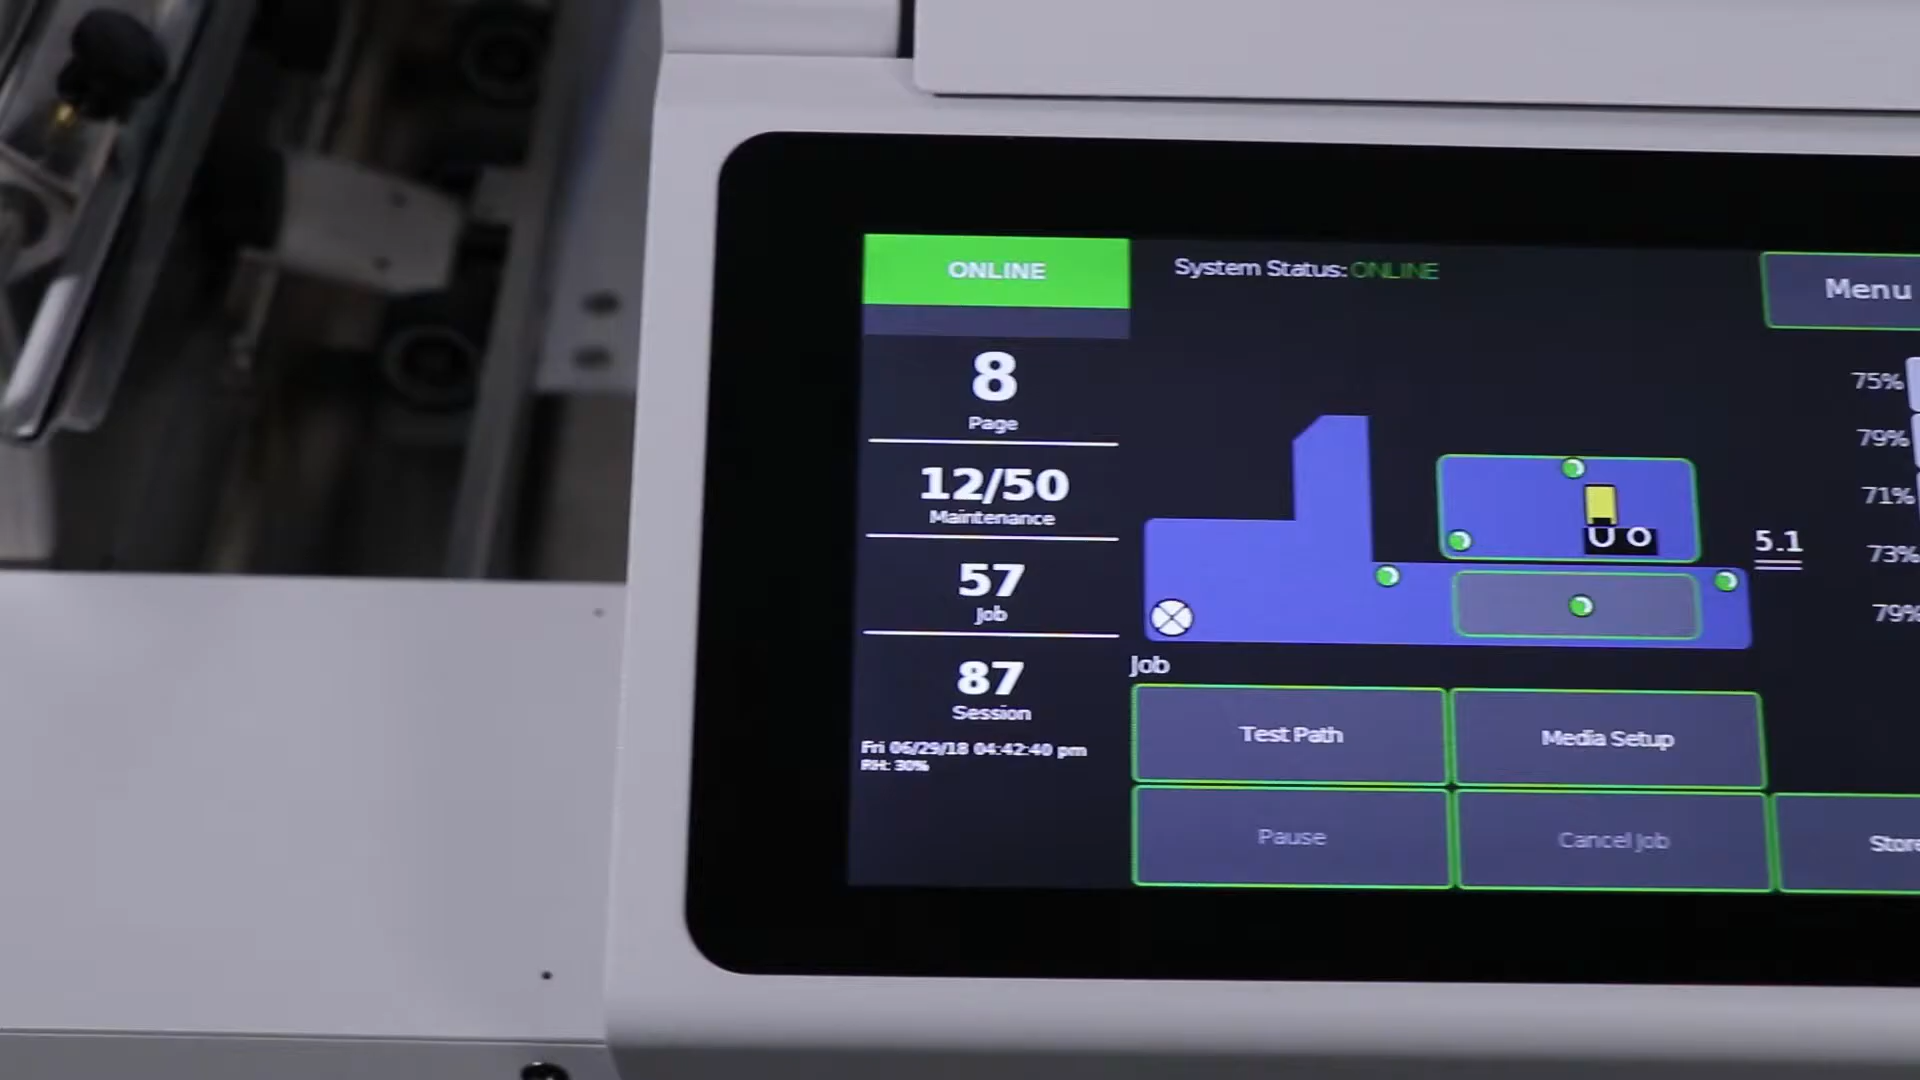 ONLINE
System Status: ONLINE
Menu
8
Page
12/50
Maintenance
57
Job
87
Session
Fri 06/29/18 04:42:40 pm
RH: 30%
75%
79%
71%
73%
79%
5.1
U O
Job
Test Path
Media Setup
Pause
Cancel Job
Store